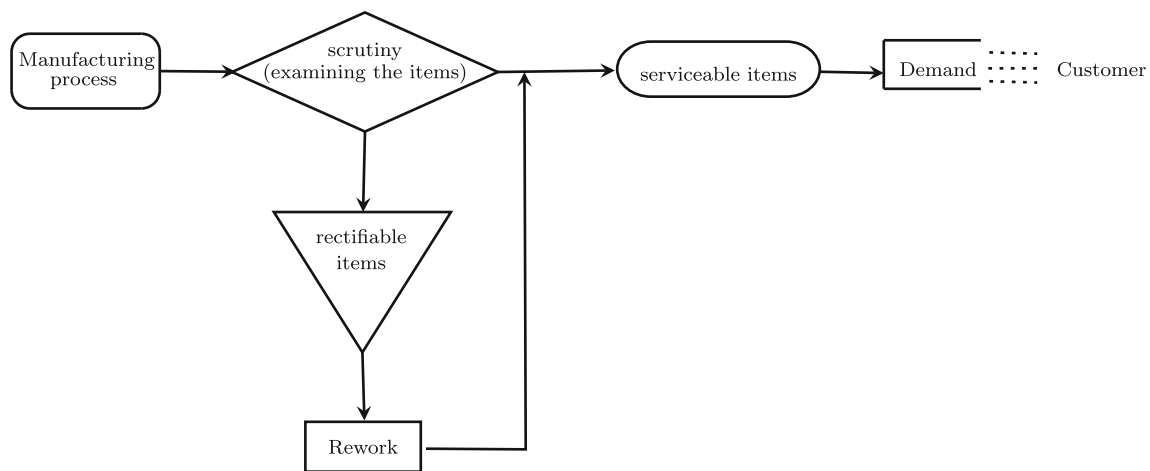 Manufacturing
process
scrutiny
(examining the items)
serviceable items
Demand
Customer
rectifiable
items
Rework